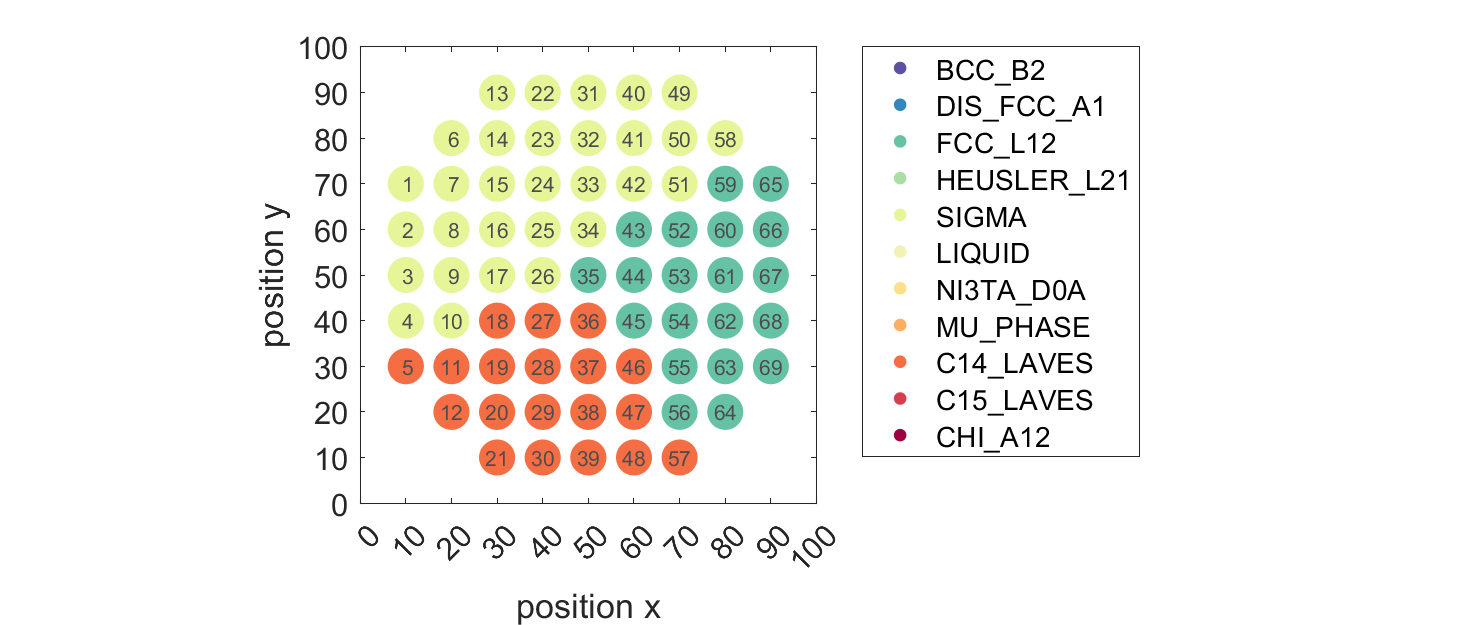 100
90 13 22 31 40 49
80 6 14 23 32 41 50 58
70 1 7 15 24 33 42 51 59 65
60 2 8 16 25 34 43 52 60 66
50 3 9 17 26 35 44 53 61 67
40 4 10 18 27 36 45 54 62 68
30 5 11 19 28 37 46 55 63 69
20 12 20 29 38 47 56 64
10 21 30 39 48 57
0
position y
0 10 20 30 40 50 60 70 80 90 100
position x
BCC_B2
DIS_FCC_A1
FCC_L12
HEUSLER_L21
SIGMA
LIQUID
NI3TA_D0A
MU_PHASE
C14_LAVES
C15_LAVES
CHI_A12